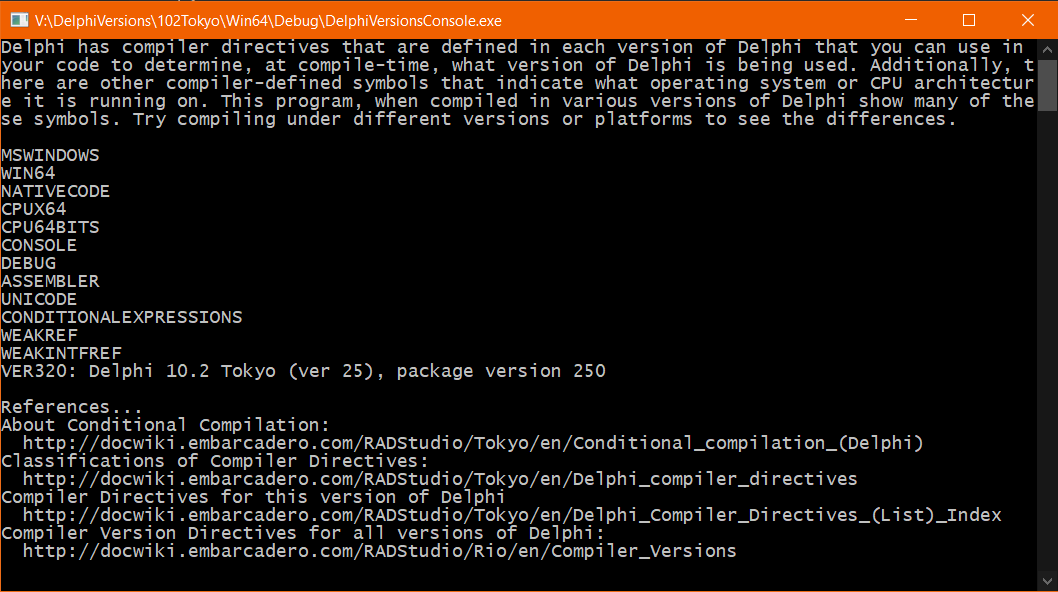 V:\DelphiVersions\102Tokyo\Win64\Debug\DelphiVersionsConsole.exe
Delphi has compiler directives that are defined in each version of Delphi that you can use in
your code to determine, at compile-time, what version of Delphi is being used. Additionally, t
here are other compiler-defined symbols that indicate what operating system or CPU architectur
e it is running on. This program, when compiled in various versions of Delphi show many of the
se symbols. Try compiling under different versions or platforms to see the differences.
MSWINDOWS
WIN64
NATIVECODE
CPUX64
CPU64BITS
CONSOLE
DEBUG
ASSEMBLER
UNICODE
CONDITIONALEXPRESSIONS
WEAKREF
WEAKINTFREF
VER320: Delphi 10.2 Tokyo (ver 25), package version 250
References...
About Conditional Compilation:
http://docwiki.embarcadero.com/RADStudio/Tokyo/en/Conditional_compilation_(Delphi)
Classifications of Compiler Directives:
http://docwiki.embarcadero.com/RADStudio/Tokyo/en/Delphi_compiler_directives
Compiler Directives for this version of Delphi
http://docwiki.embarcadero.com/RADStudio/Tokyo/en/Delphi_Compiler_Directives_(List)_Index
Compiler Version Directives for all versions of Delphi:
http://docwiki.embarcadero.com/RADStudio/Rio/en/Compiler_Versions